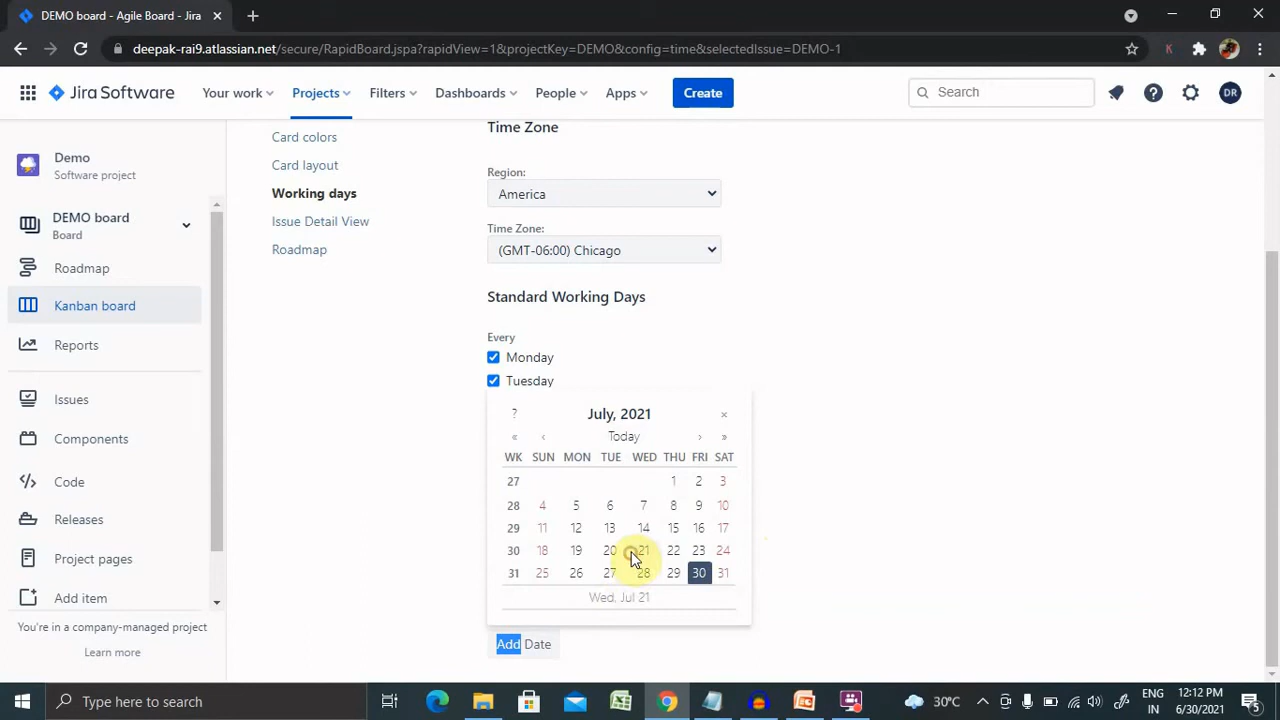 DEMO board - Agile Board - Jira
deepak-rai9.atlassian.net/secure/RapidBoard.jspa?rapidView=1&projectKey=DEMO&config=time&selectedIssue=DEMO-1
K
Jira Software
Your work
Projects
Filters
Dashboards
People
Apps
Create
Search
DR
Demo
Software project
DEMO board
Board
Roadmap
Kanban board
Reports
Issues
Components
Code
Releases
Project pages
Add item
You're in a company-managed project
Learn more
Card colors
Card layout
Working days
Issue Detail View
Roadmap
Time Zone
Region:
America
Time Zone:
(GMT-06:00) Chicago
Standard Working Days
Every
Monday
Tuesday
? July, 2021 ×
« ‹ Today › »
WK SUN MON TUE WED THU FRI SAT
27 1 2 3
28 4 5 6 7 8 9 10
29 11 12 13 14 15 16 17
30 18 19 20 21 22 23 24
31 25 26 27 28 29 30 31
Wed, Jul 21
Add Date
Type here to search
30°C
ENG
IN
12:12 PM
6/30/2021
5